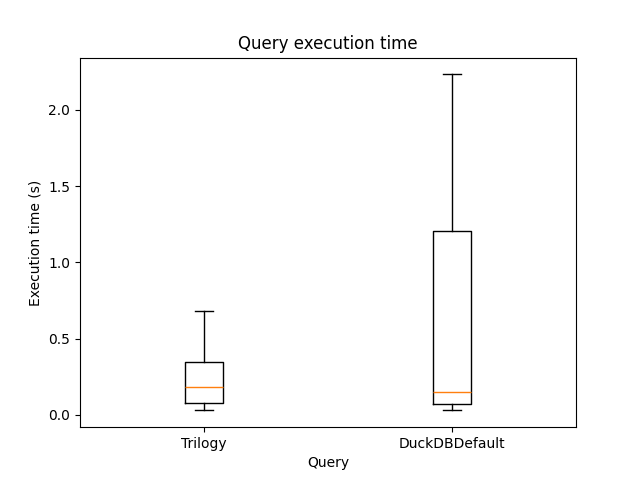 Query execution time
Execution time (s)
2.0
1.5
1.0
0.5
0.0
Trilogy
DuckDBDefault
Query